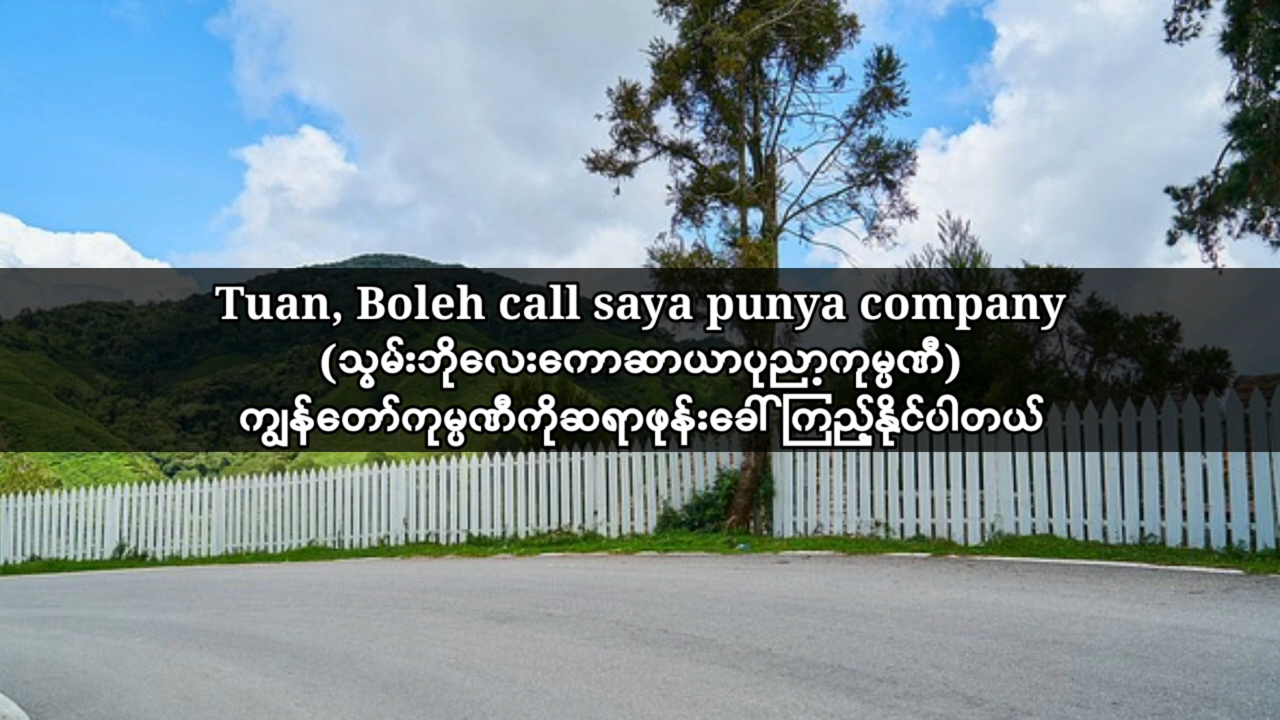 Tuan, Boleh call saya punya company
(သွမ်းဘိုလေးကောဆာယာပုညာ့ကုမ္ပဏီ)
ကျွန်တော်ကုမ္ပဏီကိုဆရာဖုန်းခေါ်ကြည့်နိုင်ပါတယ်